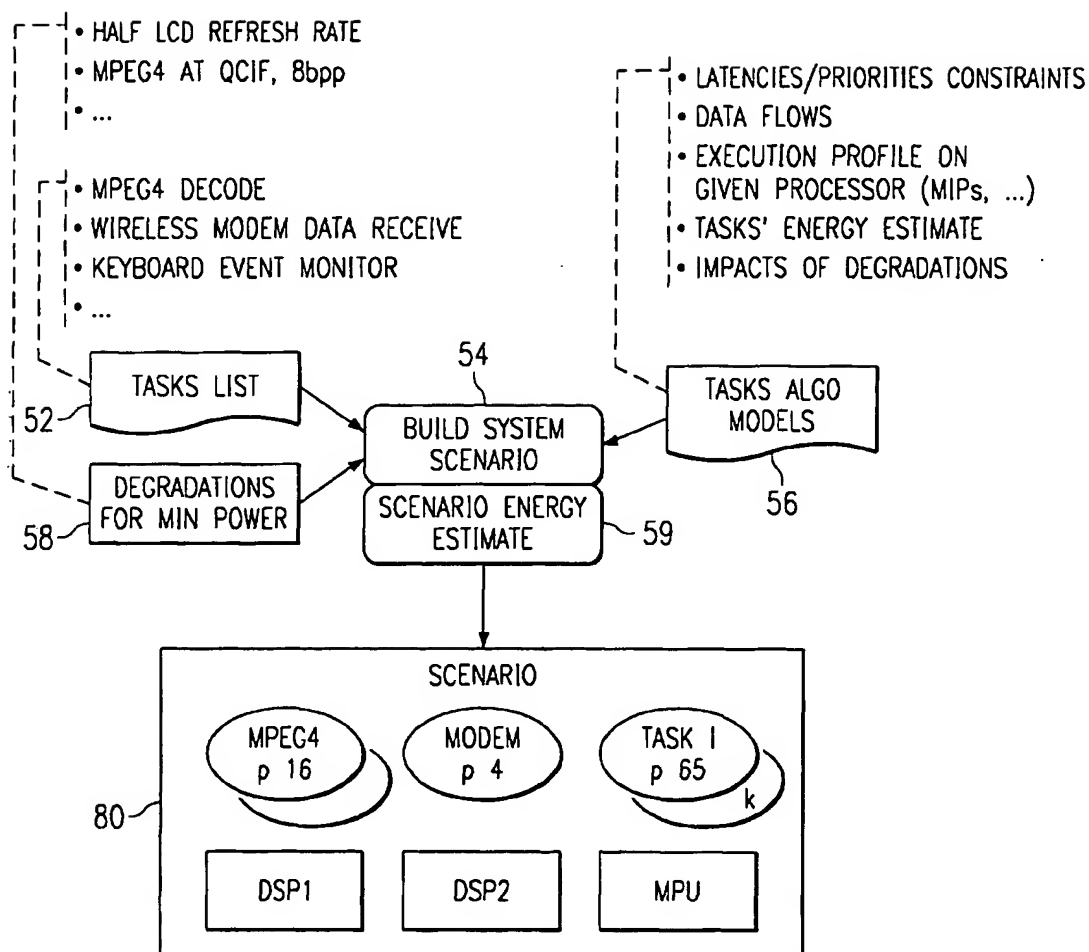 • HALF LCD REFRESH RATE
• MPEG4 AT QCIF, 8bpp
• ...
• LATENCIES/PRIORITIES CONSTRAINTS
• DATA FLOWS
• EXECUTION PROFILE ON
GIVEN PROCESSOR (MIPs, ...)
• TASKS' ENERGY ESTIMATE
• IMPACTS OF DEGRADATIONS
• MPEG4 DECODE
• WIRELESS MODEM DATA RECEIVE
• KEYBOARD EVENT MONITOR
• ...
52
TASKS LIST
54
BUILD SYSTEM
SCENARIO
TASKS ALGO
MODELS
56
58
DEGRADATIONS
FOR MIN POWER
SCENARIO ENERGY
ESTIMATE
59
SCENARIO
MPEG4
p 16
MODEM
p 4
TASK I
p 65
k
80
DSP1
DSP2
MPU